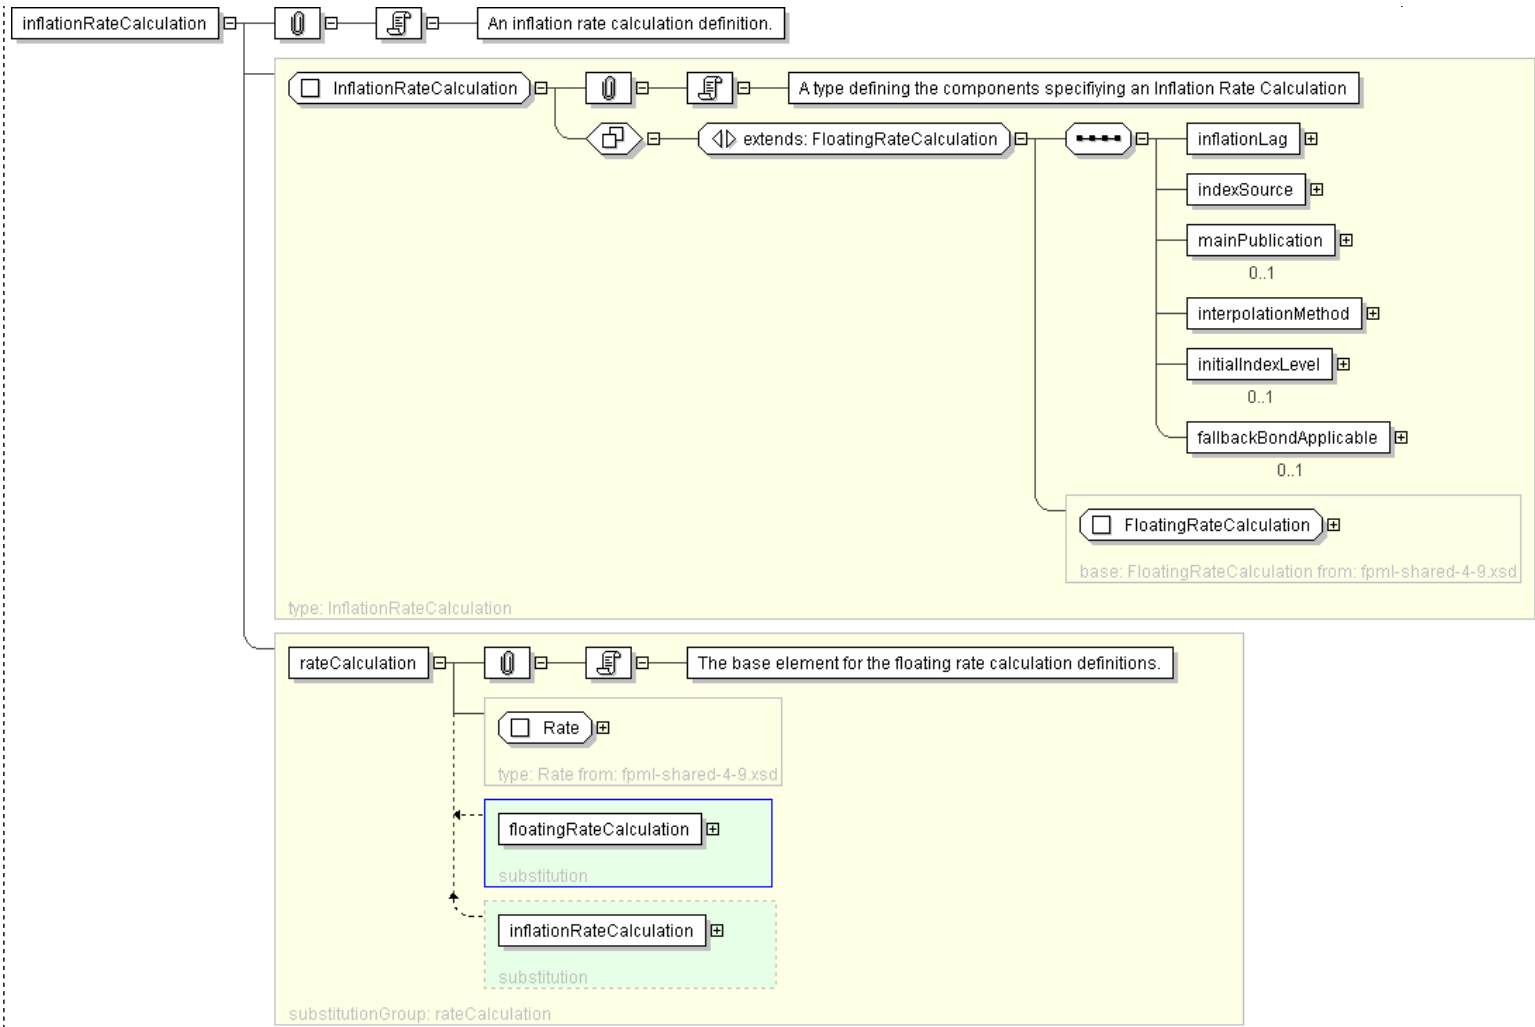 inflationRateCalculation
An inflation rate calculation definition.
InflationRateCalculation
A type defining the components specifiying an Inflation Rate Calculation
extends: FloatingRateCalculation
inflationLag
indexSource
mainPublication
0..1
interpolationMethod
initialIndexLevel
0..1
fallbackBondApplicable
0..1
FloatingRateCalculation
base: FloatingRateCalculation from: fpml-shared-4-9.xsd
type: InflationRateCalculation
rateCalculation
The base element for the floating rate calculation definitions.
Rate
type: Rate from: fpml-shared-4-9.xsd
floatingRateCalculation
substitution
inflationRateCalculation
substitution
substitutionGroup: rateCalculation